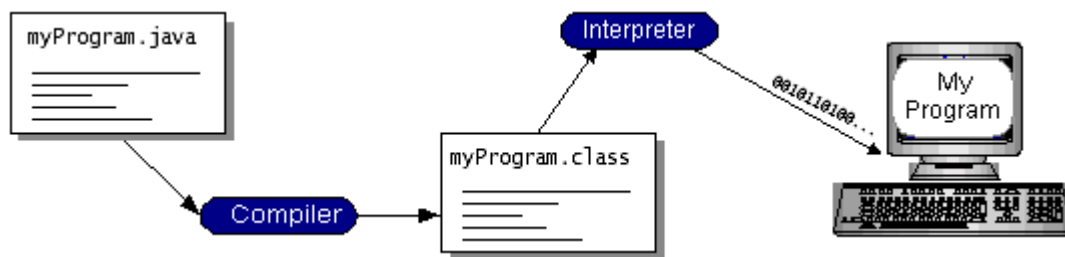 myProgram.java
Compiler
myProgram.class
Interpreter
0010110100...
My
Program